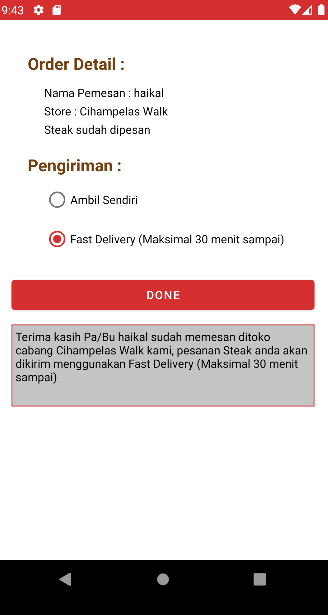 9:43
Order Detail :
Nama Pemesan : haikal
Store : Cihampelas Walk
Steak sudah dipesan
Pengiriman :
Ambil Sendiri
Fast Delivery (Maksimal 30 menit sampai)
DONE
Terima kasih Pa/Bu haikal sudah memesan ditoko
cabang Cihampelas Walk kami, pesanan Steak anda akan
dikirim menggunakan Fast Delivery (Maksimal 30 menit
sampai)